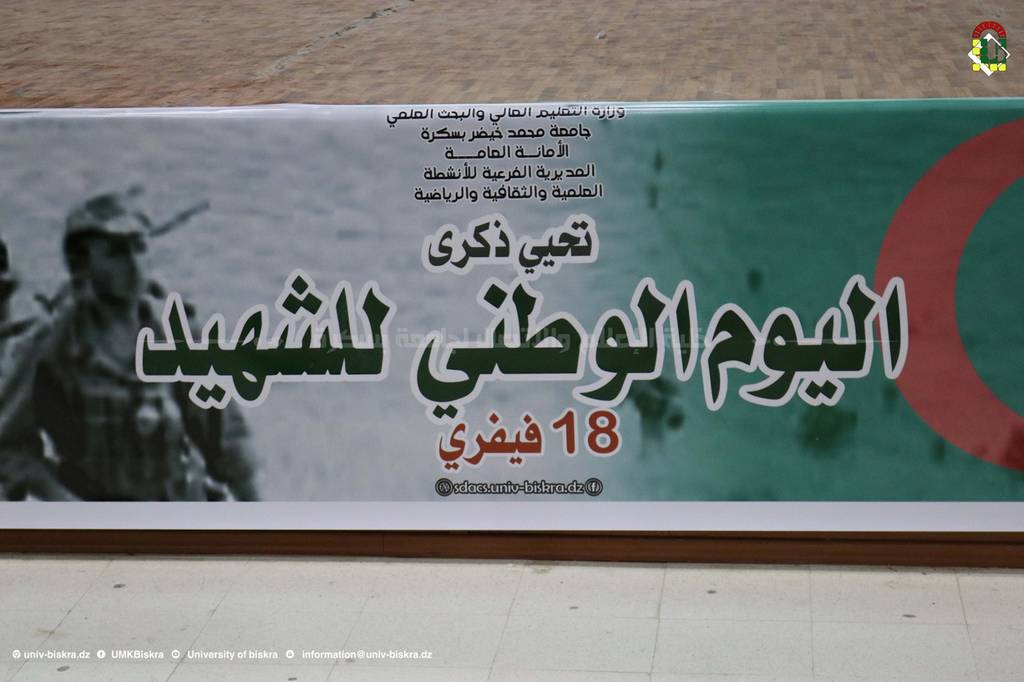 وزارة التعليم العالي والبحث العلمي
جامعة محمد خيضر بسكرة
الأمانة العامة
المديرية الفرعية للأنشطة
العلمية والثقافية والرياضية
تحيي ذكرى
اليوم الوطني للشهيد
18 فيفري
sdacs.univ-biskra.dz
univ-biskra.dz UMKBiskra University of biskra information@univ-biskra.dz